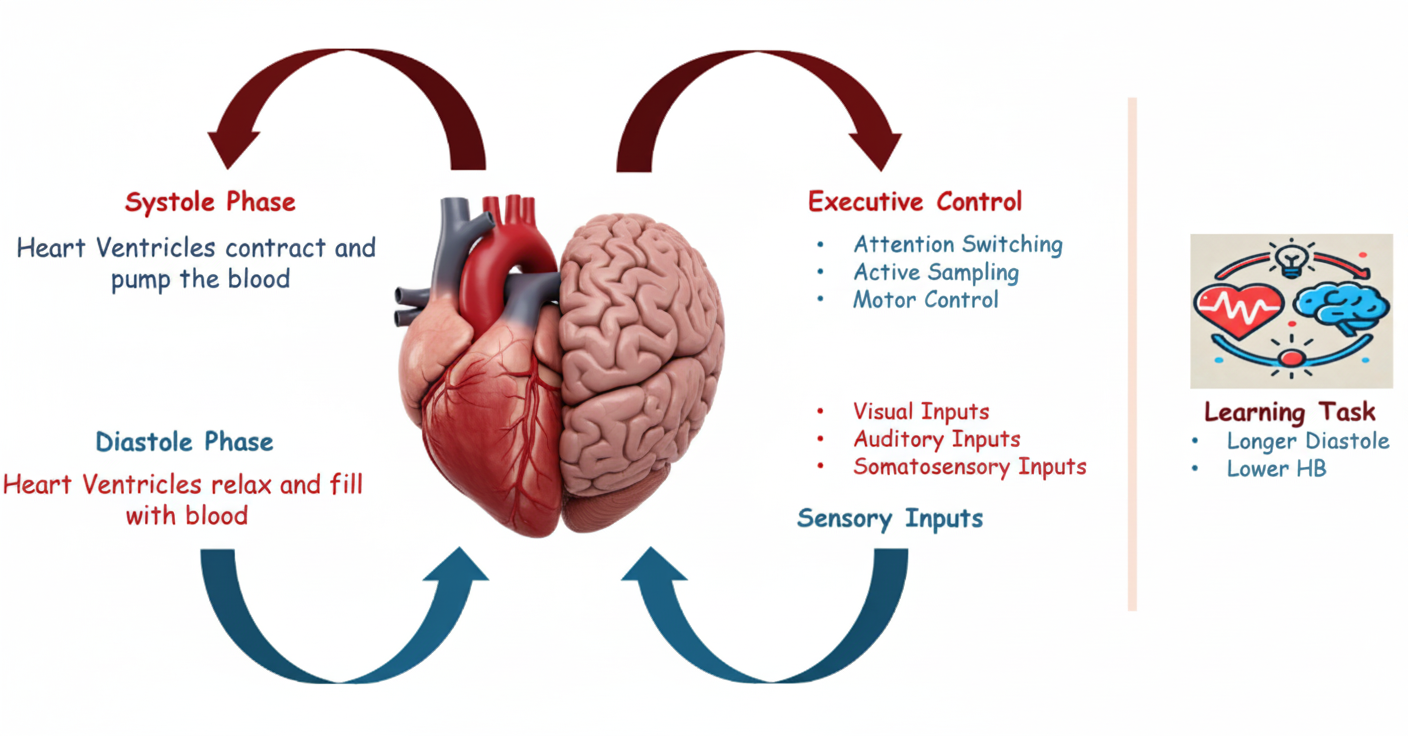 Systole Phase
Heart Ventricles contract and
pump the blood
Diastole Phase
Heart Ventricles relax and fill
with blood
Executive Control
• Attention Switching
• Active Sampling
• Motor Control
• Visual Inputs
• Auditory Inputs
• Somatosensory Inputs
Sensory Inputs
Learning Task
• Longer Diastole
• Lower HB